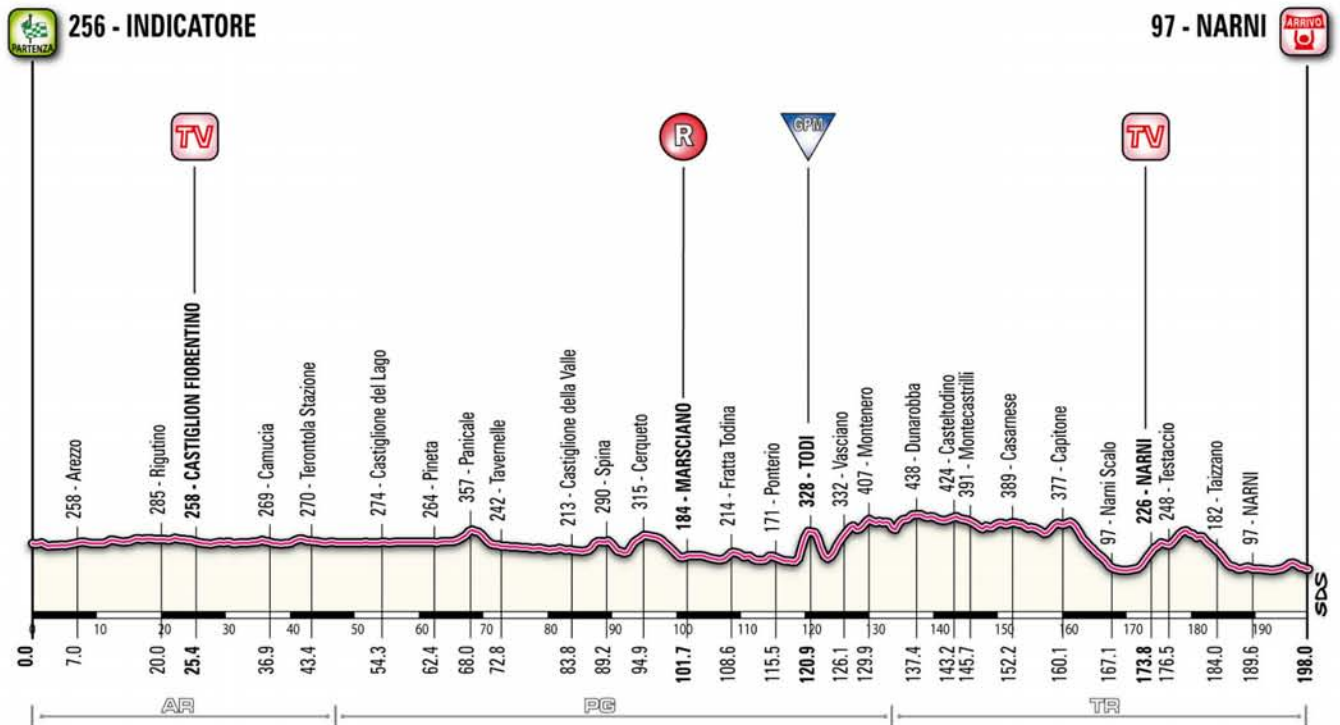 256 - INDICATORE
97 - NARNI
PARTENZA
ARRIVO
TV
R
GPM
TV
258 - Arezzo
285 - Rigutino
258 - CASTIGLION FIORENTINO
269 - Camucia
270 - Terontola Stazione
274 - Castiglione del Lago
264 - Pineta
357 - Panicale
242 - Tavernelle
213 - Castiglione della Valle
290 - Spina
315 - Cerqueto
184 - MARSCIANO
214 - Fratta Todina
171 - Ponterio
328 - TODI
332 - Vasciano
407 - Montenero
438 - Dunarobba
424 - Casteltodino
391 - Montecastrilli
389 - Casarnese
377 - Capitone
97 - Narni Scalo
226 - NARNI
248 - Testaccio
182 - Taizzano
97 - NARNI
SDS
0 10 20 30 40 50 60 70 80 90 100 110 120 130 140 150 160 170 180 190
0.0 7.0 20.0 25.4 36.9 43.4 54.3 62.4 68.0 72.8 83.8 89.2 94.9 101.7 108.6 115.5 120.9 126.1 129.9 137.4 143.2 145.7 152.2 160.1 167.1 173.8 176.5 184.0 189.6 198.0
AR PG TR